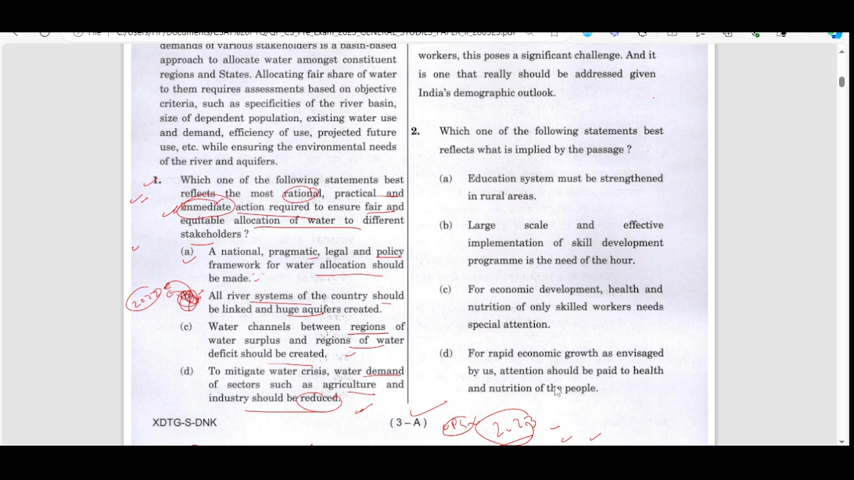 File
demands of various stakeholders is a basin-based
approach to allocate water amongst constituent
regions and States. Allocating fair share of water
to them requires assessments based on objective
criteria, such as specificities of the river basin,
size of dependent population, existing water use
and demand, efficiency of use, projected future
use, etc. while ensuring the environmental needs
of the river and aquifers.
1. Which one of the following statements best
reflects the most rational, practical and
immediate action required to ensure fair and
equitable allocation of water to different
stakeholders ?
(a) A national, pragmatic, legal and policy
framework for water allocation should
be made.
All river systems of the country should
be linked and huge aquifers created.
(c) Water channels between regions of
water surplus and regions of water
deficit should be created.
(d) To mitigate water crisis, water demand
of sectors such as agriculture and
industry should be reduced.
workers, this poses a significant challenge. And it
is one that really should be addressed given
India's demographic outlook.
2. Which one of the following statements best
reflects what is implied by the passage ?
(a) Education system must be strengthened
in rural areas.
(b) Large scale and effective
implementation of skill development
programme is the need of the hour.
(c) For economic development, health and
nutrition of only skilled workers needs
special attention.
(d) For rapid economic growth as envisaged
by us, attention should be paid to health
and nutrition of the people.
XDTG-S-DNK
( 3 – A )
2023